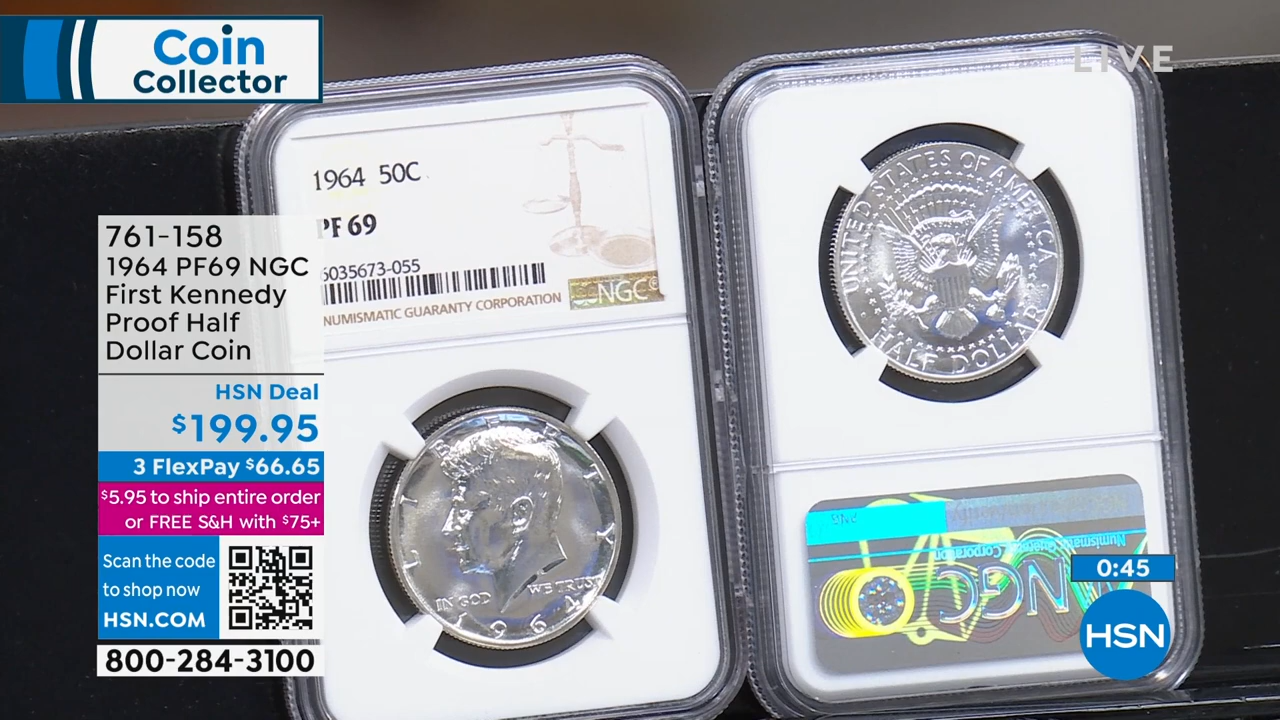 Coin
Collector
LIVE
761-158
1964 PF69 NGC
First Kennedy
Proof Half
Dollar Coin
HSN Deal
$199.95
3 FlexPay $66.65
$5.95 to ship entire order
or FREE S&H with $75+
Scan the code
to shop now
HSN.COM
800-284-3100
1964 50C
PF 69
6035673-055
NUMISMATIC GUARANTY CORPORATION
NGC
LIBERTY
IN GOD WE TRUST
1964
UNITED STATES OF AMERICA
HALF DOLLAR
NGC
Numismatic Guaranty
Corporation
0:45
HSN